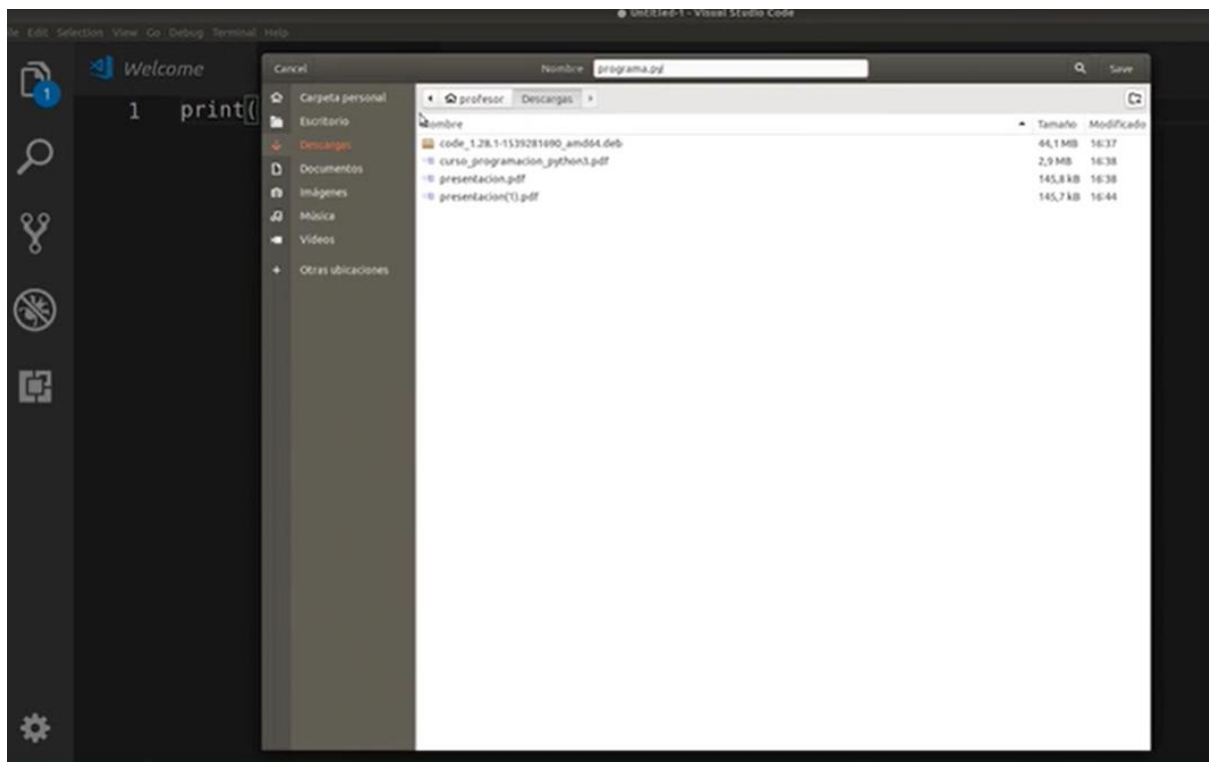 ● Untitled-1 - Visual Studio Code
Edit Selection View Go Debug Terminal Help
1
Welcome
1 print(
Cancel Nombre programa.py Save
Carpeta personal
Escritorio
Descargas
Documentos
Imágenes
Música
Vídeos
+ Otras ubicaciones
profesor Descargas
Nombre Tamaño Modificado
code_1.28.1-1539281690_amd64.deb 44,1 MB 16:37
curso_programacion_python3.pdf 2,9 MB 16:38
presentacion.pdf 145,8 kB 16:38
presentacion(1).pdf 145,7 kB 16:44